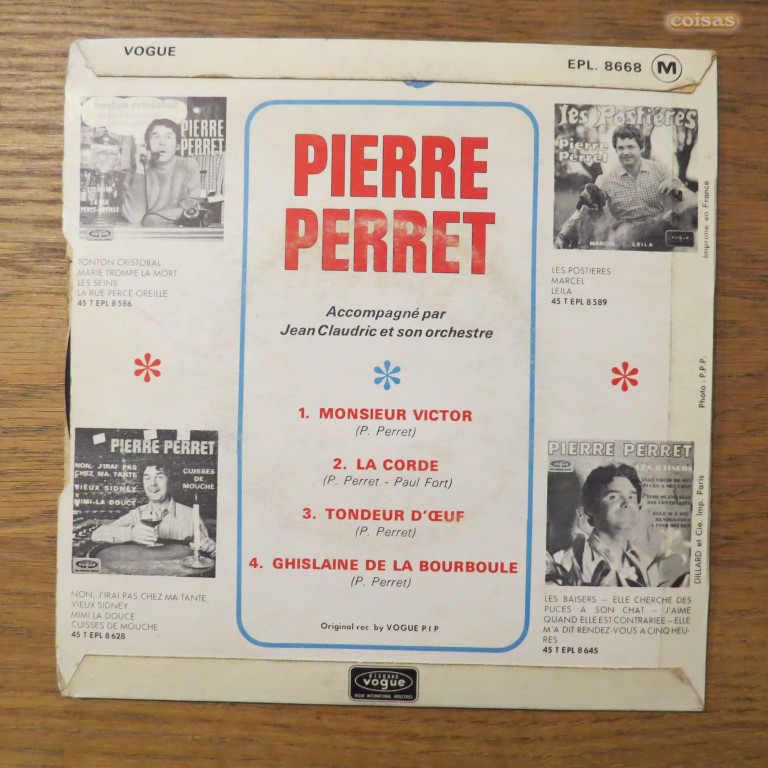 coisas
VOGUE
EPL. 8668 M
PIERRE
PERRET
TONTON CRISTOBAL
MARIE TROMPE LA MORT
LES SEINS
LA RUE PERCE-OREILLE
45 T EPL 8 586
les Postières
Pierre
Perret
MARCEL LEILA
vogue
LES POSTIERES
MARCEL
LEILA
45 T EPL 8 589
Imprimé en France
PIERRE
PERRET
Accompagné par
Jean Claudric et son orchestre
1. MONSIEUR VICTOR
(P. Perret)
2. LA CORDE
(P. Perret - Paul Fort)
3. TONDEUR D'ŒUF
(P. Perret)
4. GHISLAINE DE LA BOURBOULE
(P. Perret)
Original rec. by VOGUE P.I.P.
Photo : P.P.P.
PIERRE PERRET
NON, J'IRAI PAS
CHEZ MA TANTE
VIEUX SIDNEY
MIMI LA DOUCE
CUISSES
DE
MOUCHE
NON, J'IRAI PAS CHEZ MA TANTE
VIEUX SIDNEY
MIMI LA DOUCE
CUISSES DE MOUCHE
45 T EPL 8 628
PIERRE PERRET
LES BAISERS
LES BAISERS – ELLE CHERCHE DES
PUCES A SON CHAT – J'AIME
QUAND ELLE EST CONTRARIEE – ELLE
M'A DIT RENDEZ-VOUS A CINQ HEU-
RES
45 T EPL 8 645
DILLARD et Cie. Imp. Paris
DISQUES
vogue
VOGUE INTERNATIONAL INDUSTRIES